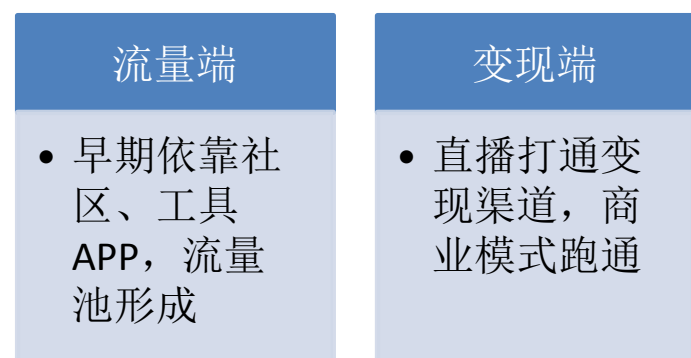 流量端
• 早期依靠社
区、工具
APP，流量
池形成
变现端
• 直播打通变
现渠道，商
业模式跑通